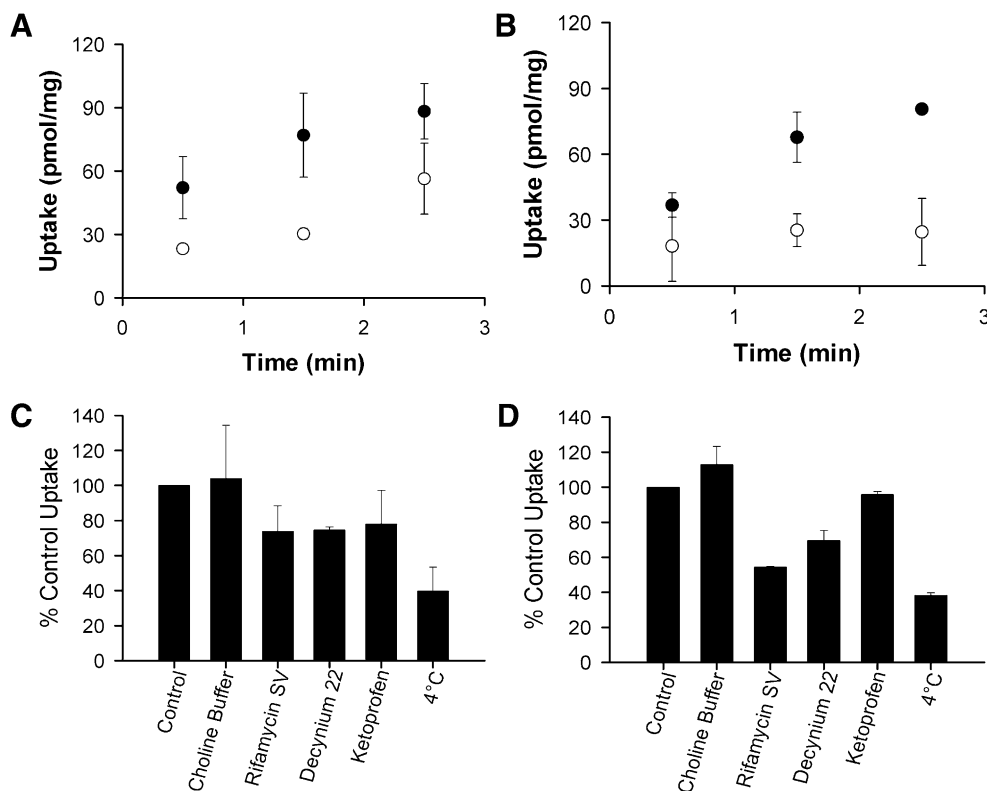 A
Uptake (pmol/mg)
120
90
60
30
0
0 1 2 3
Time (min)
B
Uptake (pmol/mg)
120
90
60
30
0
0 1 2 3
Time (min)
C
% Control Uptake
140
120
100
80
60
40
20
0
Control
Choline Buffer
Rifamycin SV
Decynium 22
Ketoprofen
4°C
D
% Control Uptake
140
120
100
80
60
40
20
0
Control
Choline Buffer
Rifamycin SV
Decynium 22
Ketoprofen
4°C